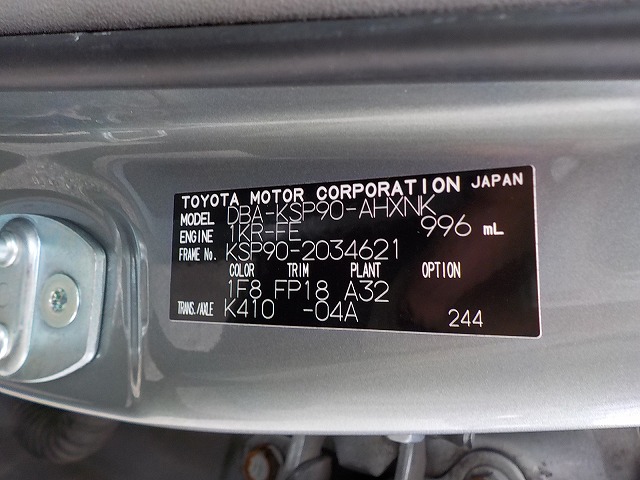 TOYOTA MOTOR CORPORATION JAPAN
MODEL DBA-KSP90-AHXNK
ENGINE 1KR-FE 996 mL
FRAME No. KSP90-2034621
COLOR TRIM PLANT OPTION
1F8 FP18 A32
TRANS./AXLE K410 -04A 244